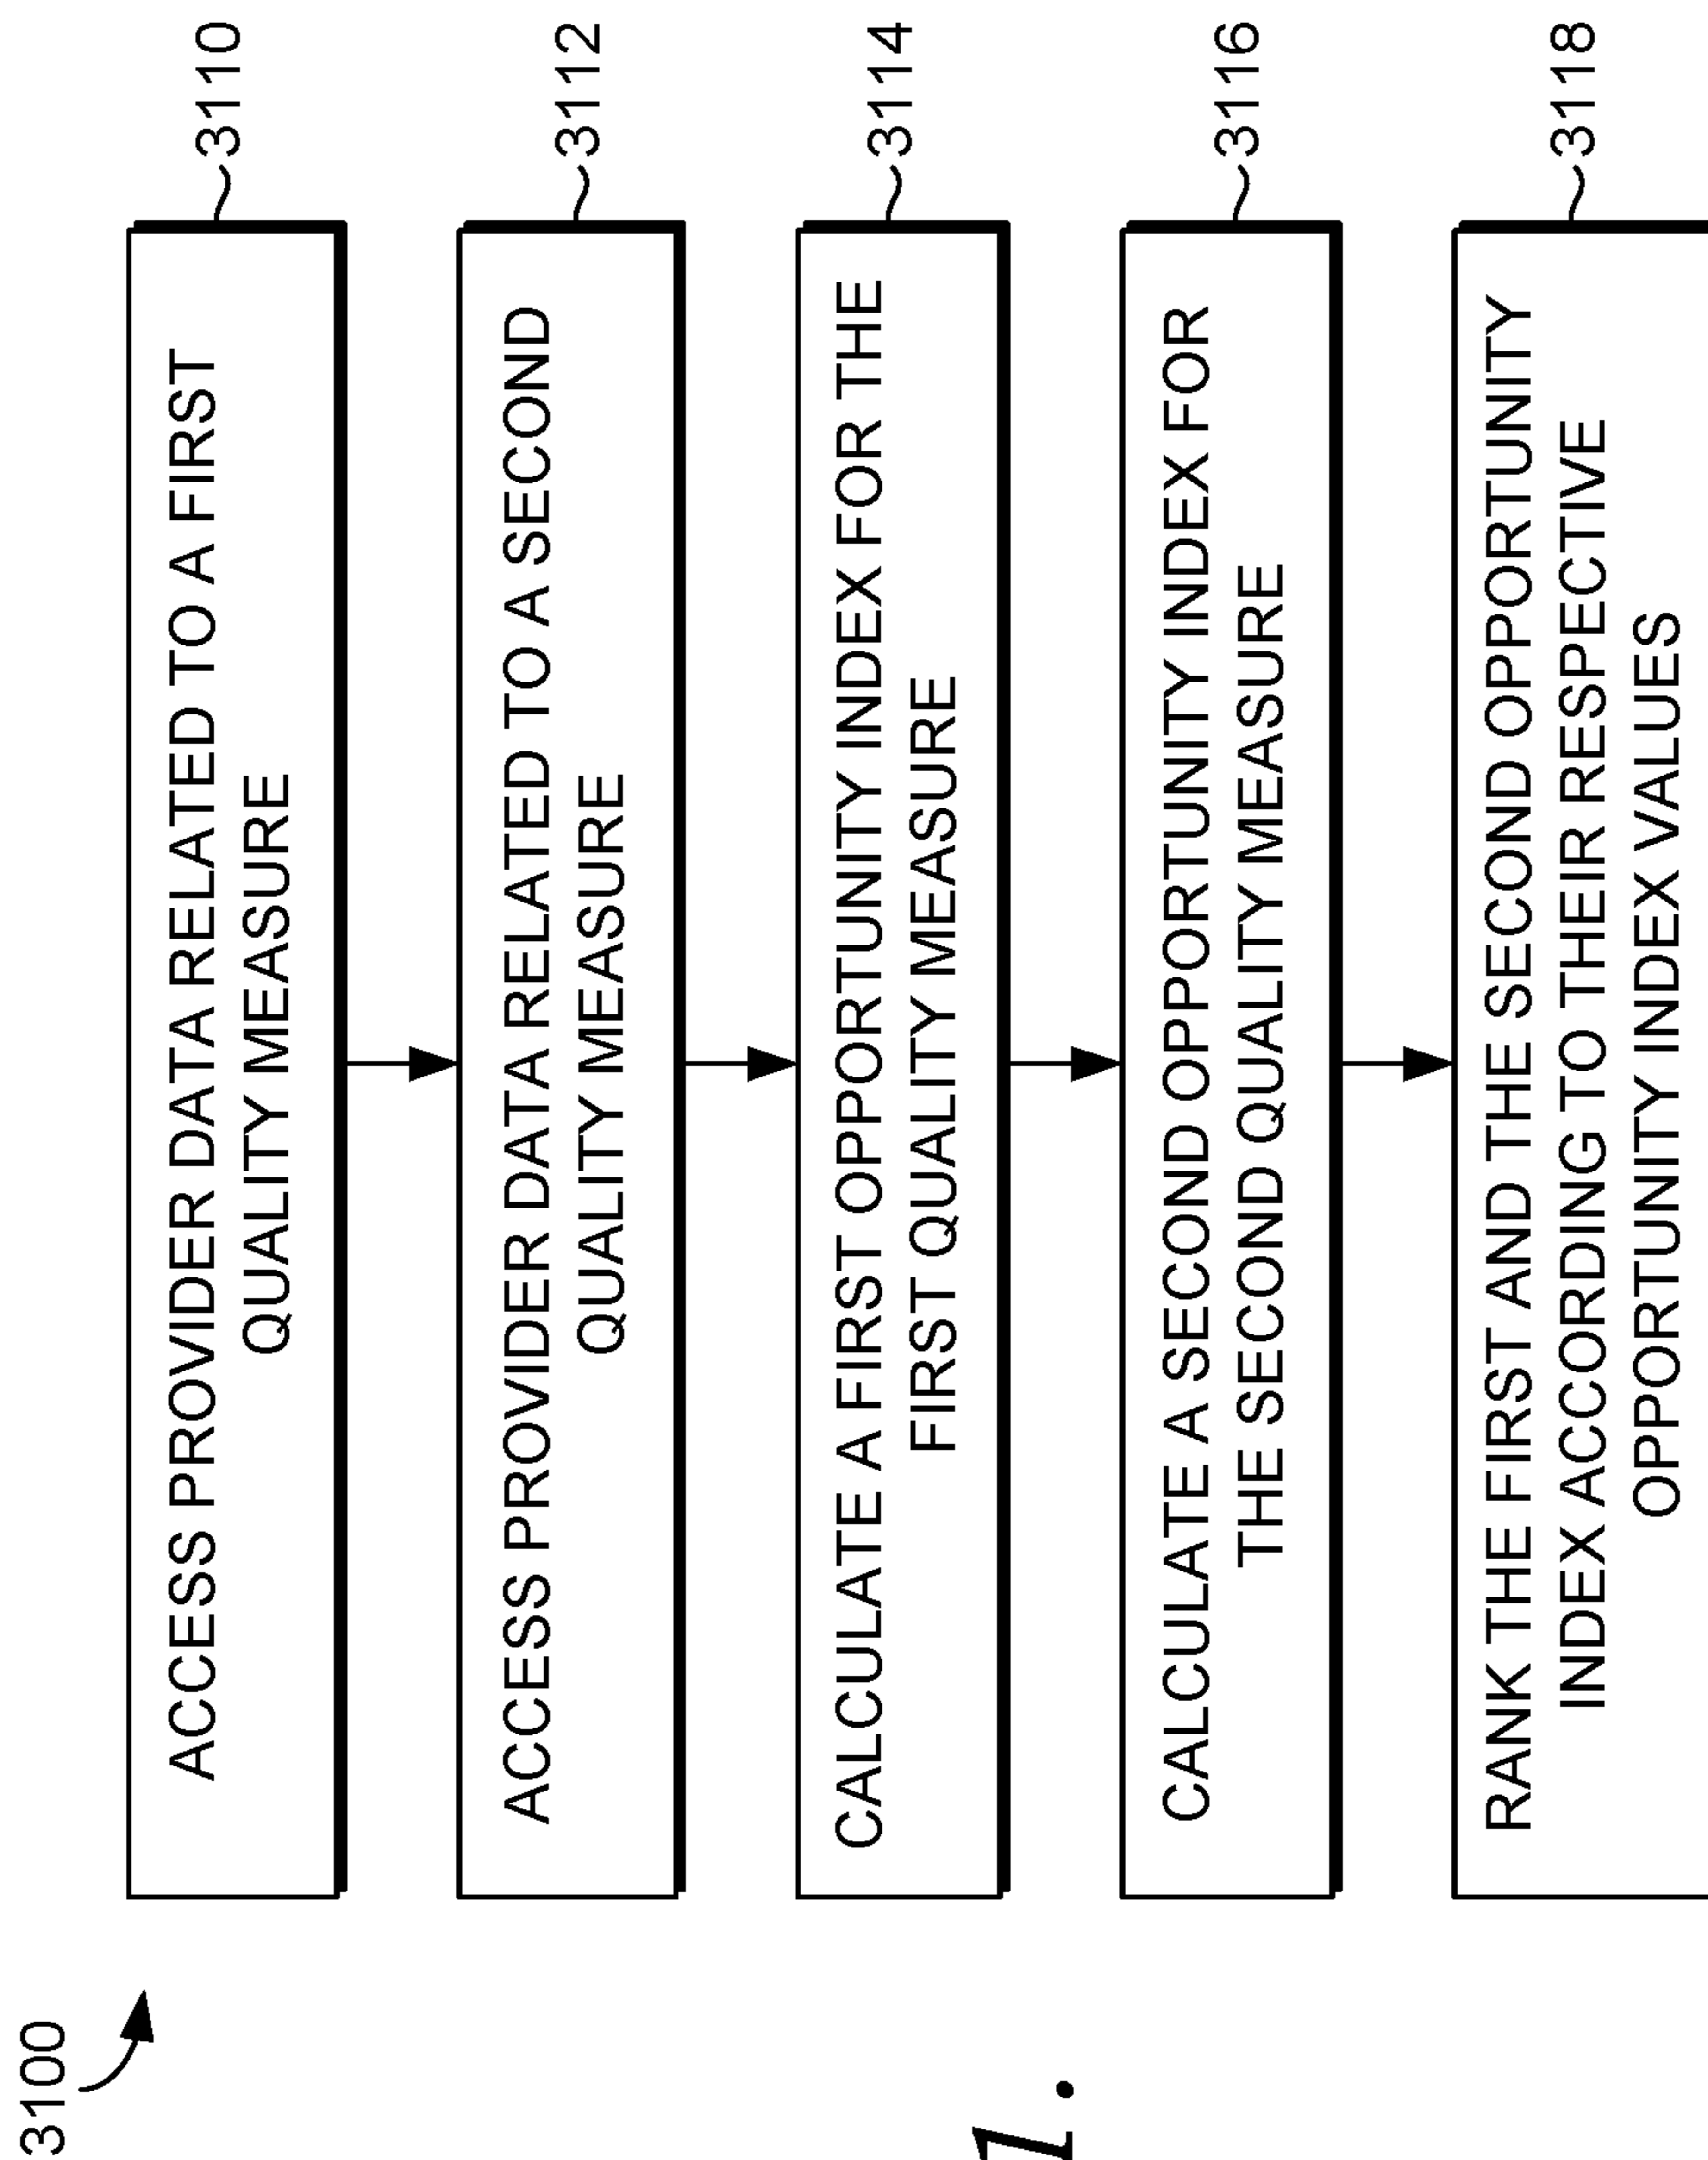 3100
ACCESS PROVIDER DATA RELATED TO A FIRST
QUALITY MEASURE
3110
ACCESS PROVIDER DATA RELATED TO A SECOND
QUALITY MEASURE
3112
CALCULATE A FIRST OPPORTUNITY INDEX FOR THE
FIRST QUALITY MEASURE
3114
CALCULATE A SECOND OPPORTUNITY INDEX FOR
THE SECOND QUALITY MEASURE
3116
RANK THE FIRST AND THE SECOND OPPORTUNITY
INDEX ACCORDING TO THEIR RESPECTIVE
OPPORTUNITY INDEX VALUES
3118